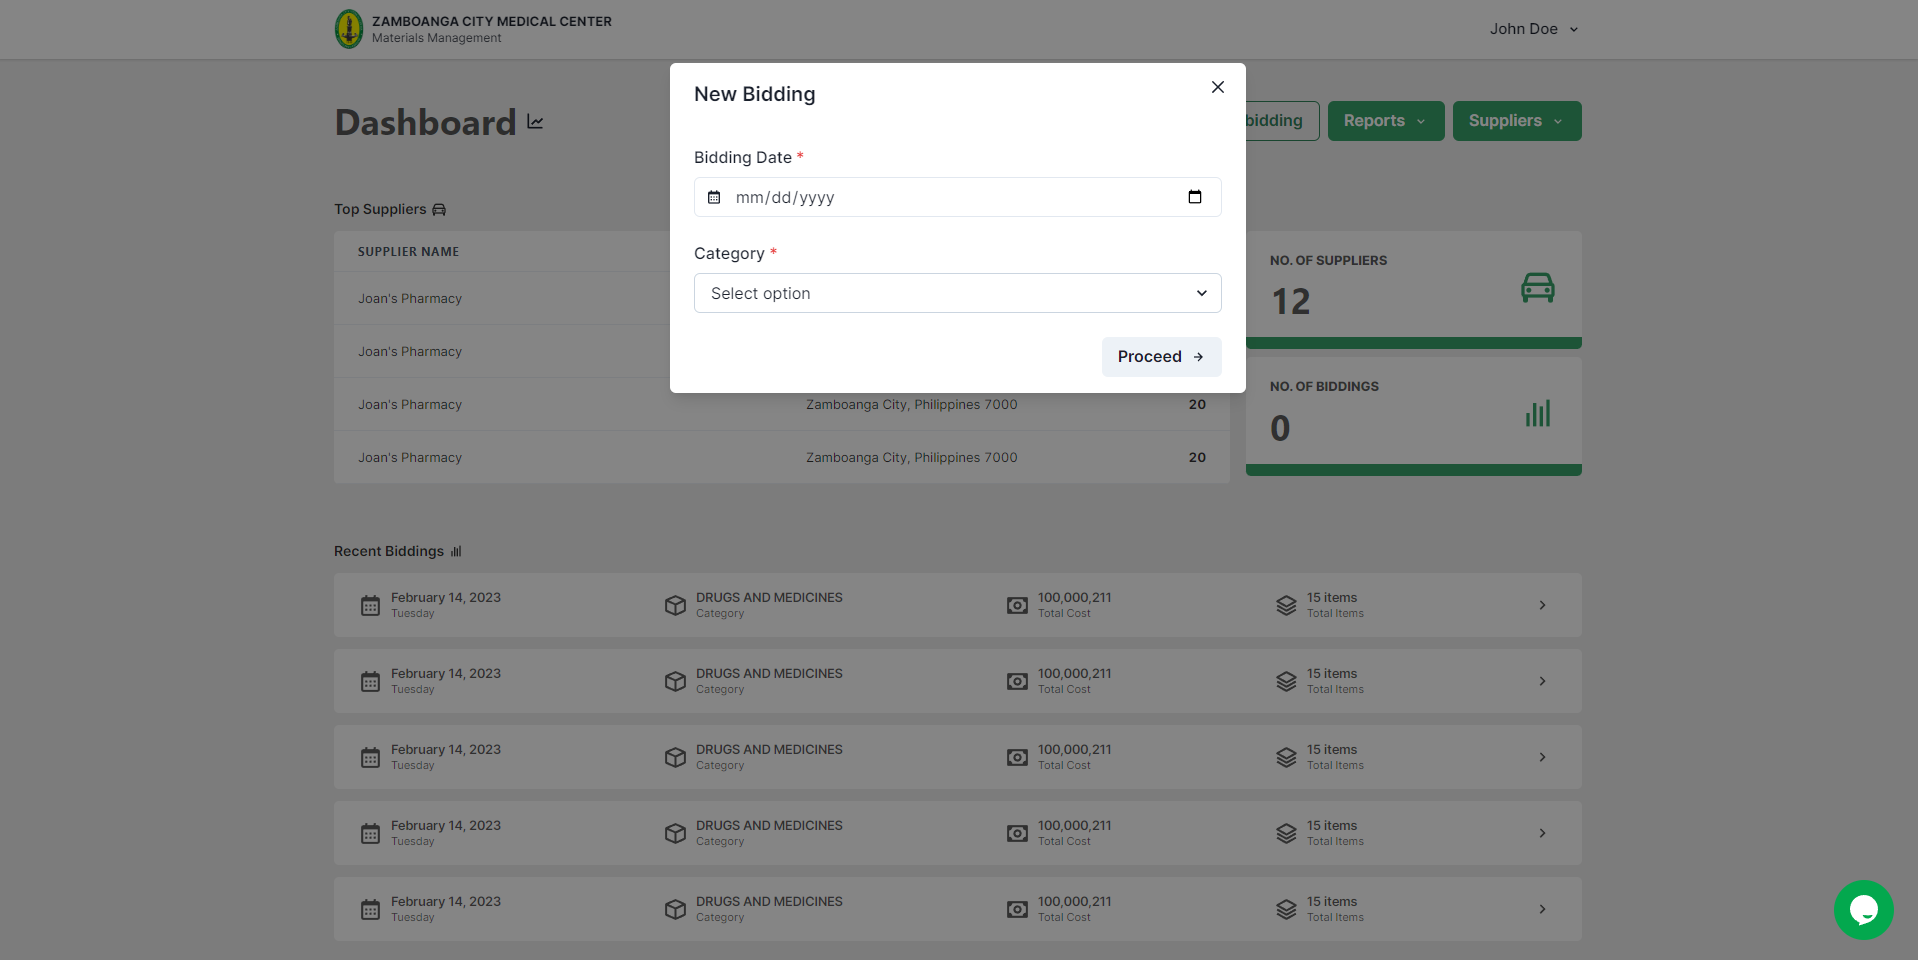 ZAMBOANGA CITY MEDICAL CENTER
Materials Management
John Doe
New Bidding
Dashboard
bidding
Reports
Suppliers
Bidding Date *
mm/dd/yyyy
Category *
Select option
Proceed
Top Suppliers
SUPPLIER NAME
Joan's Pharmacy
Joan's Pharmacy
Joan's Pharmacy Zamboanga City, Philippines 7000 20
Joan's Pharmacy Zamboanga City, Philippines 7000 20
NO. OF SUPPLIERS
12
NO. OF BIDDINGS
0
Recent Biddings
February 14, 2023 DRUGS AND MEDICINES 100,000,211 15 items
Tuesday Category Total Cost Total Items
February 14, 2023 DRUGS AND MEDICINES 100,000,211 15 items
Tuesday Category Total Cost Total Items
February 14, 2023 DRUGS AND MEDICINES 100,000,211 15 items
Tuesday Category Total Cost Total Items
February 14, 2023 DRUGS AND MEDICINES 100,000,211 15 items
Tuesday Category Total Cost Total Items
February 14, 2023 DRUGS AND MEDICINES 100,000,211 15 items
Tuesday Category Total Cost Total Items